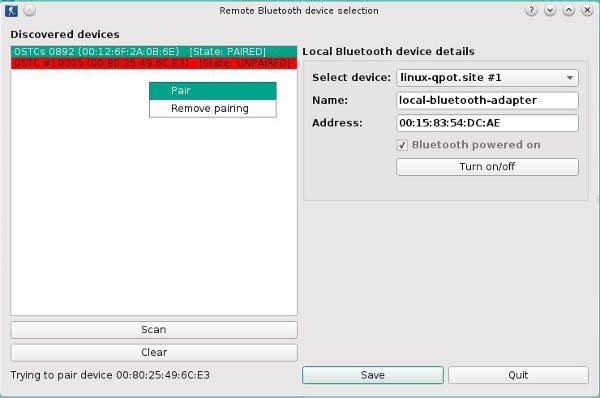 Remote Bluetooth device selection
Discovered devices
OSTCs 0892 (00:12:6F:2A:0B:6E) [State: PAIRED]
OSTC #10005 (00:80:25:49:6C:E3) [State: UNPAIRED]
Pair
Remove pairing
Scan
Clear
Trying to pair device 00:80:25:49:6C:E3
Local Bluetooth device details
Select device: linux-qpot.site #1
Name: local-bluetooth-adapter
Address: 00:15:83:54:DC:AE
Bluetooth powered on
Turn on/off
Save
Quit